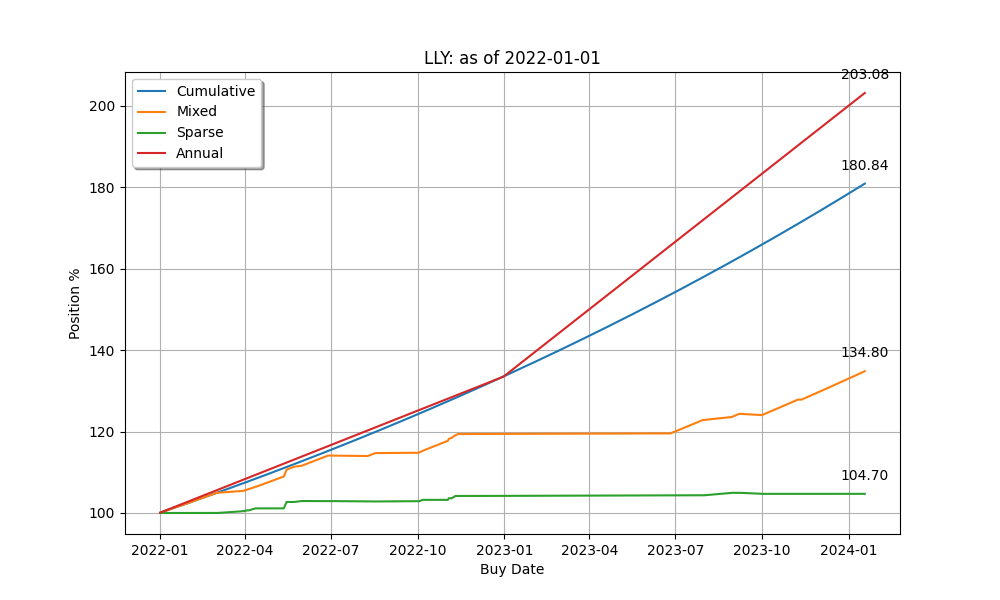 LLY: as of 2022-01-01
Cumulative
Mixed
Sparse
Annual
203.08
180.84
134.80
104.70
Position %
200
180
160
140
120
100
2022-01 2022-04 2022-07 2022-10 2023-01 2023-04 2023-07 2023-10 2024-01
Buy Date